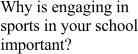 Why is engaging in
sports in your school
important?